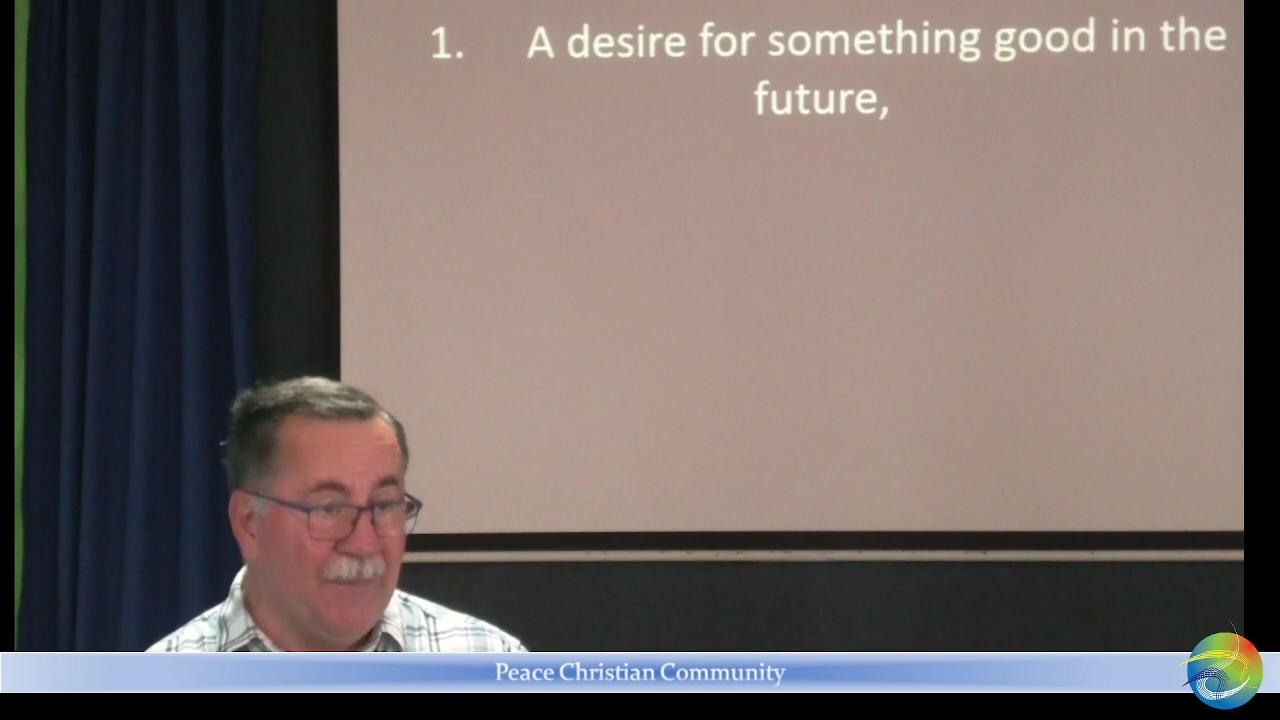 1. A desire for something good in the
future,
Peace Christian Community